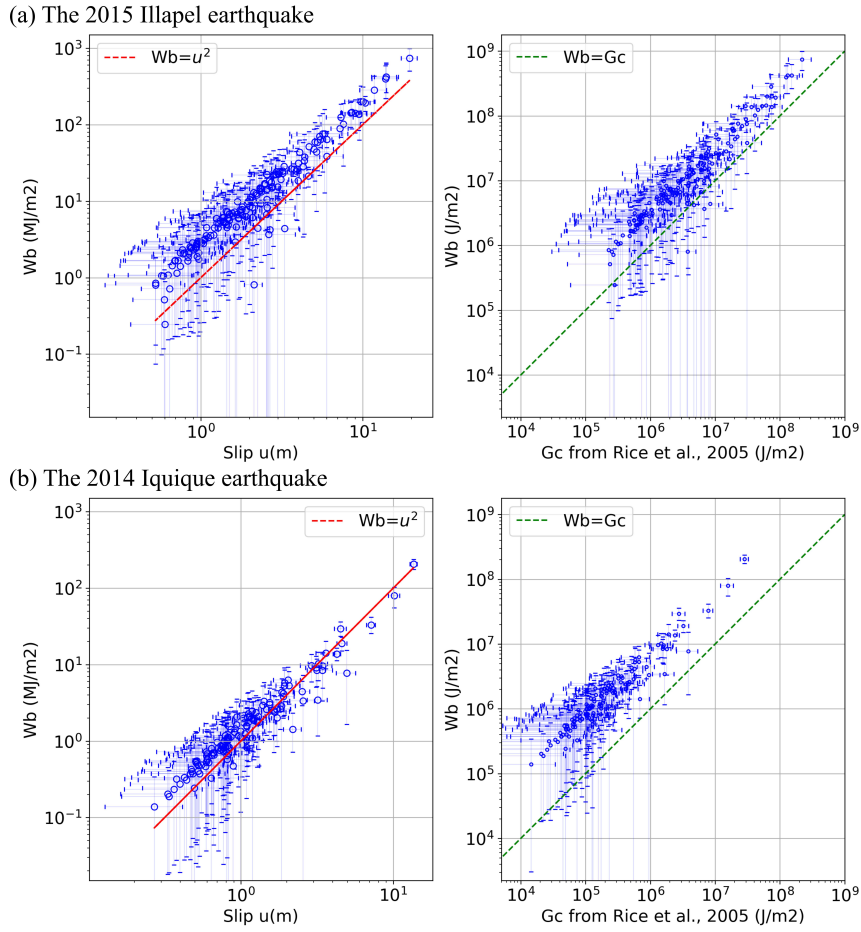 (a) The 2015 Illapel earthquake
Wb=u²
Wb (MJ/m2)
10³
10²
10¹
10⁰
10⁻¹
10⁰
10¹
Slip u(m)
Wb=Gc
Wb (J/m2)
10⁹
10⁸
10⁷
10⁶
10⁵
10⁴
10⁴
10⁵
10⁶
10⁷
10⁸
10⁹
Gc from Rice et al., 2005 (J/m2)
(b) The 2014 Iquique earthquake
Wb=u²
Wb (MJ/m2)
10³
10²
10¹
10⁰
10⁻¹
10⁰
10¹
Slip u(m)
Wb=Gc
Wb (J/m2)
10⁹
10⁸
10⁷
10⁶
10⁵
10⁴
10⁴
10⁵
10⁶
10⁷
10⁸
10⁹
Gc from Rice et al., 2005 (J/m2)